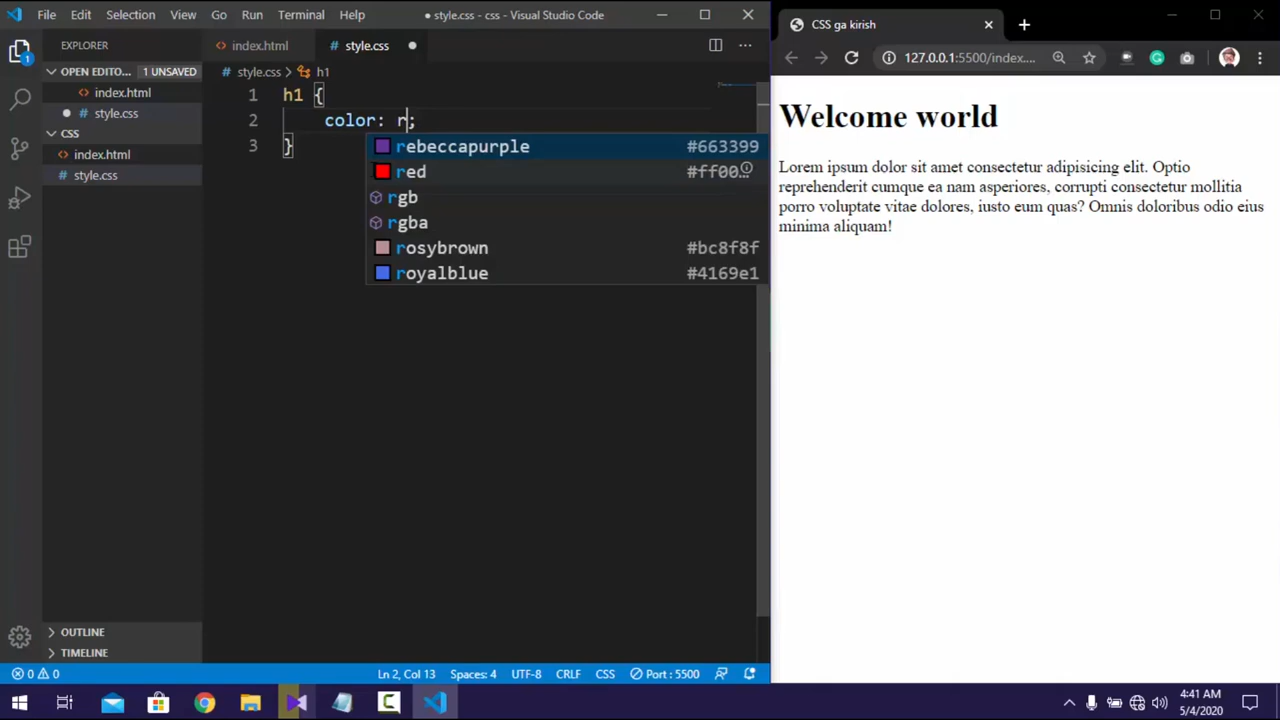 File Edit Selection View Go Run Terminal Help ● style.css - css - Visual Studio Code
CSS ga kirish
EXPLORER
index.html
style.css
127.0.0.1:5500/index....
OPEN EDITO... 1 UNSAVED
index.html
style.css
CSS
index.html
style.css
OUTLINE
TIMELINE
# style.css > h1
1 h1 {
2 color: r;
3 }
rebeccapurple #663399
red #ff00...
rgb
rgba
rosybrown #bc8f8f
royalblue #4169e1
Welcome world
Lorem ipsum dolor sit amet consectetur adipisicing elit. Optio
reprehenderit cumque ea nam asperiores, corrupti consectetur mollitia
porro voluptate vitae dolores, iusto eum quas? Omnis doloribus odio eius
minima aliquam!
0 0 Ln 2, Col 13 Spaces: 4 UTF-8 CRLF CSS Port : 5500
4:41 AM
5/4/2020